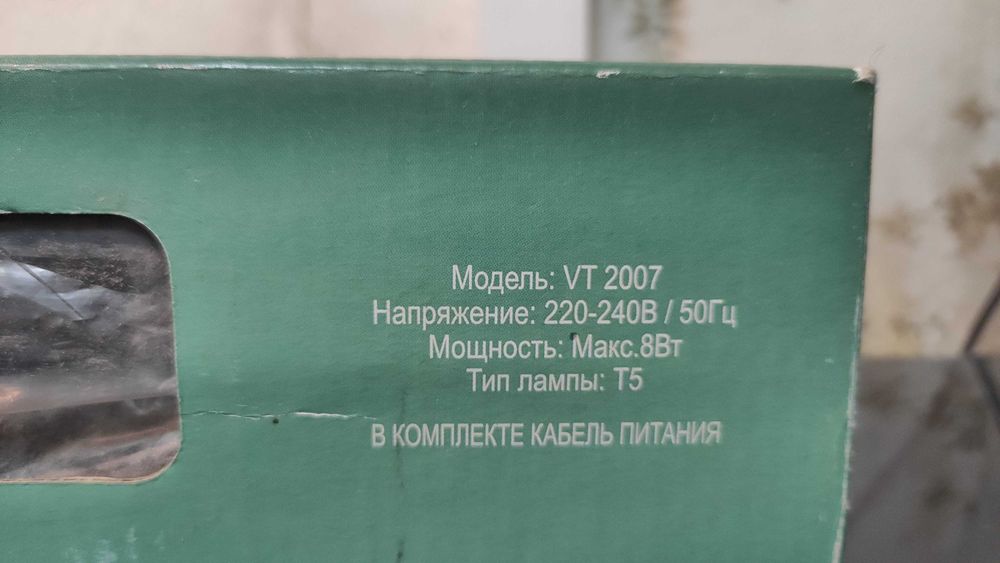 Модель: VT 2007
Напряжение: 220-240В / 50Гц
Мощность: Макс.8Вт
Тип лампы: T5
В КОМПЛЕКТЕ КАБЕЛЬ ПИТАНИЯ